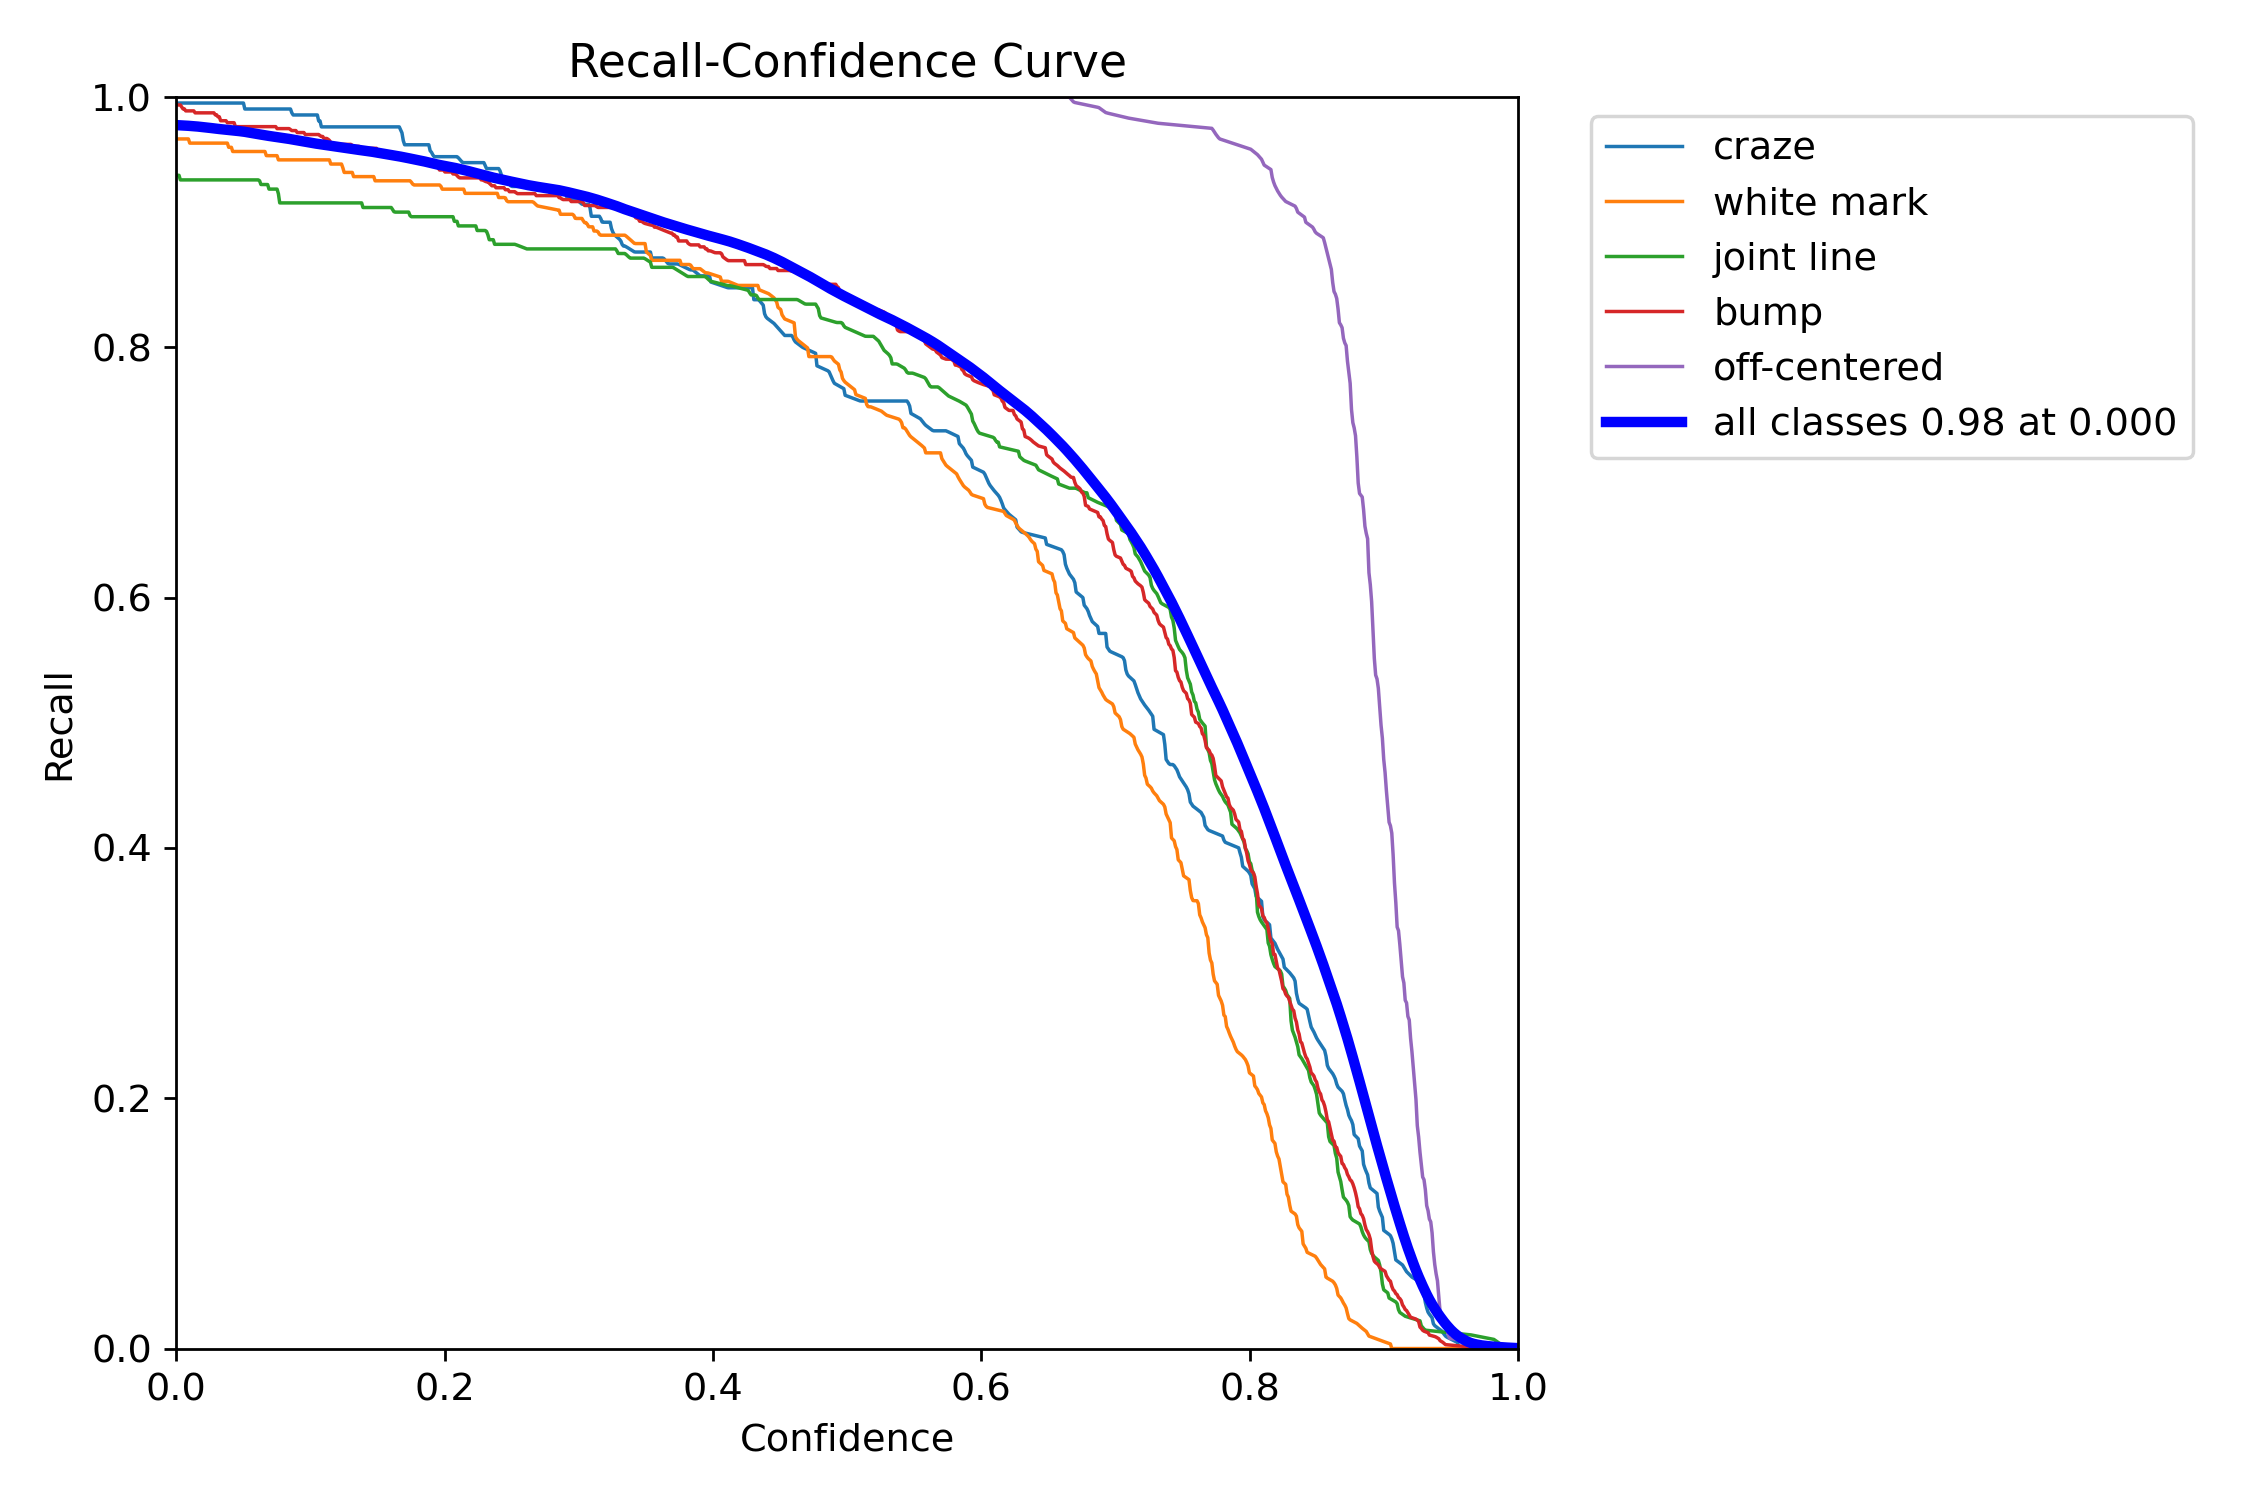 Recall-Confidence Curve
1.0
0.8
0.6
0.4
0.2
0.0
Recall
0.0 0.2 0.4 0.6 0.8 1.0
Confidence
craze
white mark
joint line
bump
off-centered
all classes 0.98 at 0.000